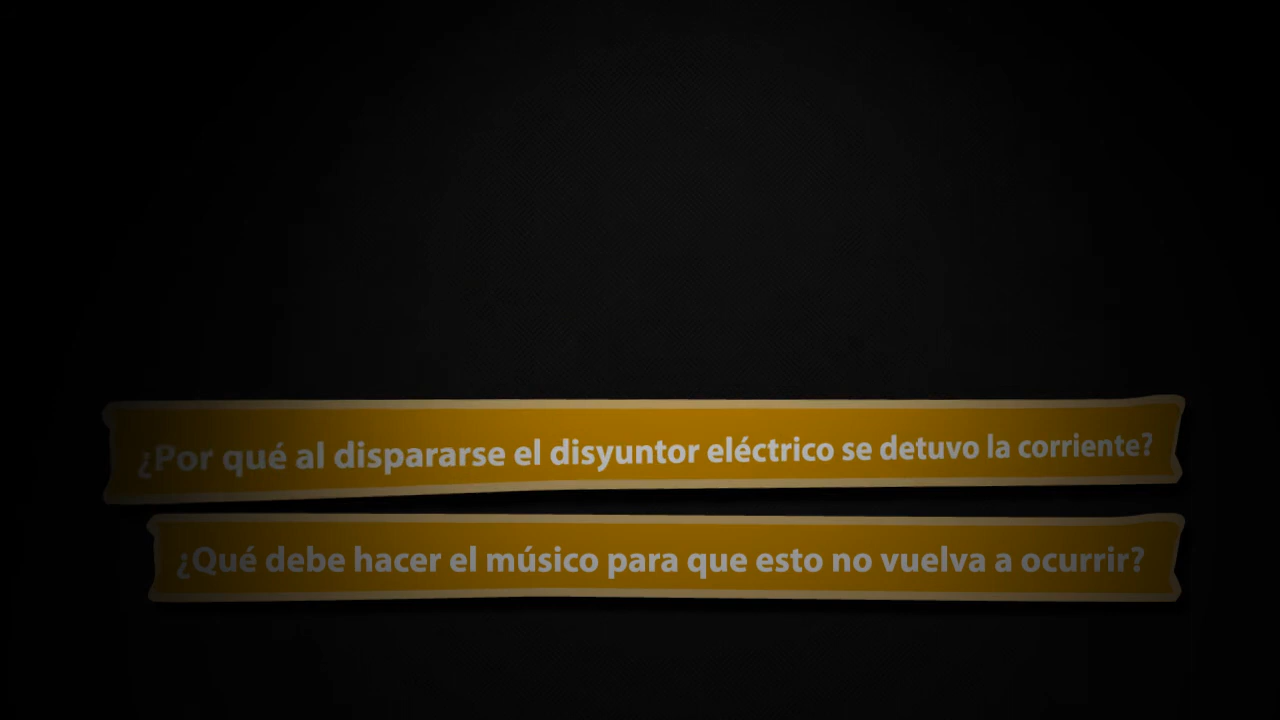 ¿Por qué al dispararse el disyuntor eléctrico se detuvo la corriente?
¿Qué debe hacer el músico para que esto no vuelva a ocurrir?